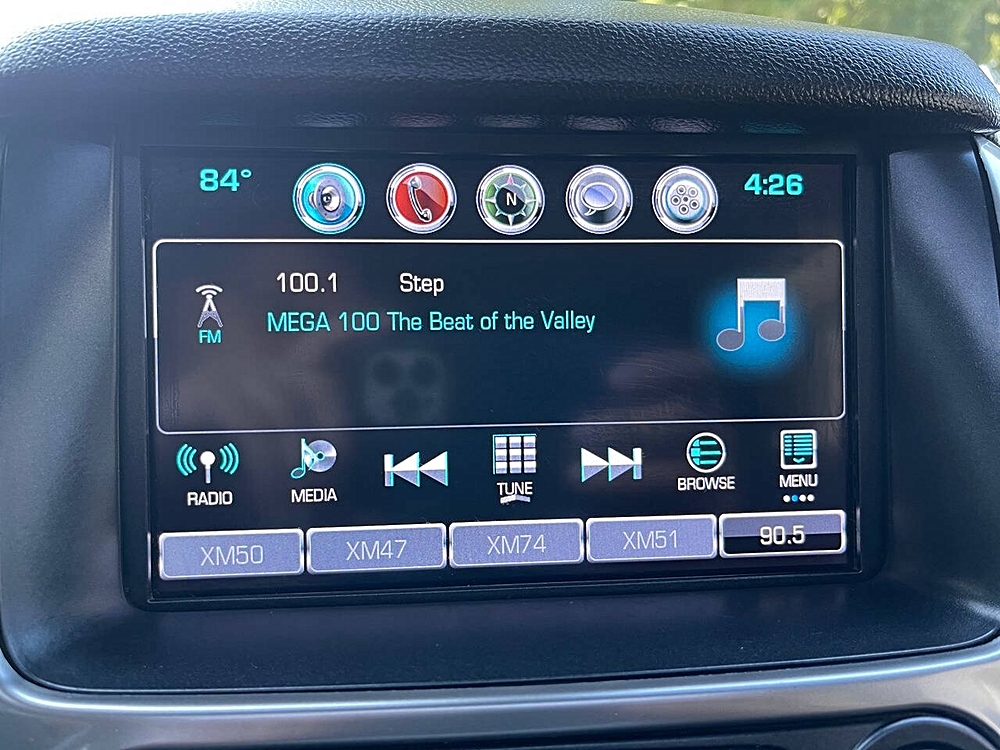 84° N 4:26
100.1 Step
FM MEGA 100 The Beat of the Valley
RADIO MEDIA TUNE BROWSE MENU
XM50 XM47 XM74 XM51 90.5